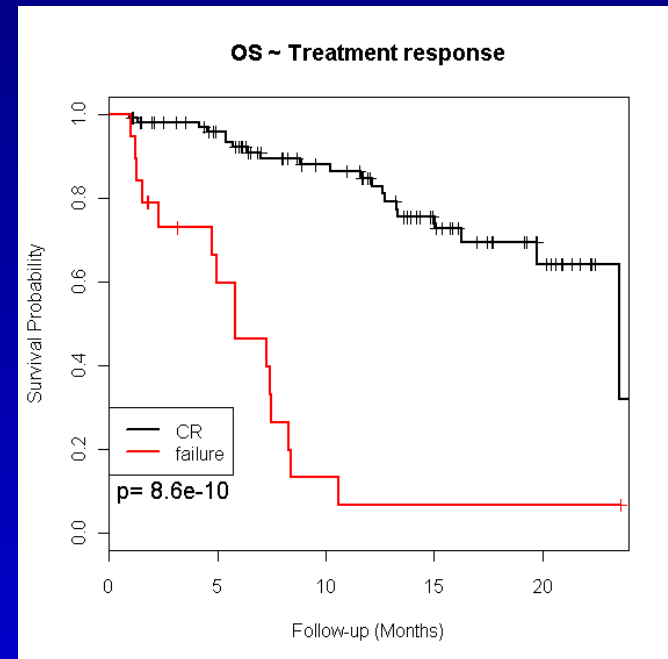 OS ~ Treatment response
Survival Probability
1.0
0.8
0.6
0.4
0.2
0.0
CR
failure
p= 8.6e-10
0 5 10 15 20
Follow-up (Months)